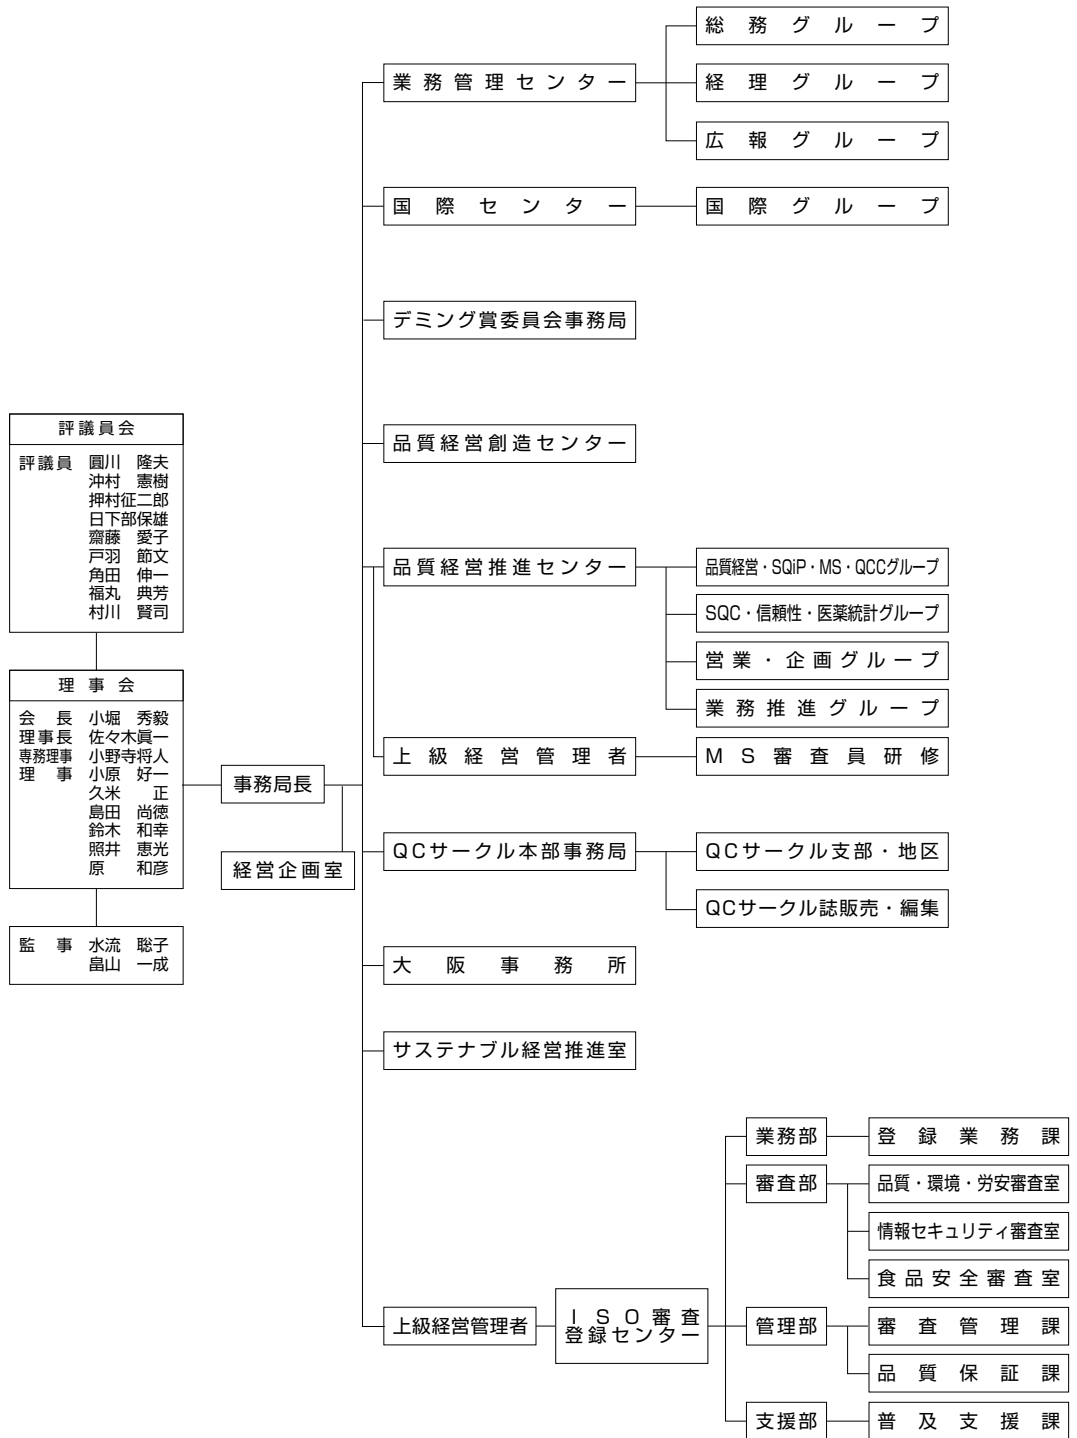 評議員会
評議員 圓川 隆夫
沖村 憲樹
押村征二郎
日下部保雄
齋藤 愛子
戸羽 節文
角田 伸一
福丸 典芳
村川 賢司
理事会
会長 小堀 秀毅
理事長 佐々木眞一
専務理事 小野寺将人
理事 小原 好一
久米 正
島田 尚徳
鈴木 和幸
照井 恵光
原 和彦
監事 水流 聡子
畠山 一成
事務局長
経営企画室
業務管理センター
総務グループ
経理グループ
広報グループ
国際センター
国際グループ
デミング賞委員会事務局
品質経営創造センター
品質経営推進センター
品質経営・SQiP・MS・QCCグループ
SQC・信頼性・医薬統計グループ
営業・企画グループ
業務推進グループ
上級経営管理者
MS審査員研修
QCサークル本部事務局
QCサークル支部・地区
QCサークル誌販売・編集
大阪事務所
サステナブル経営推進室
上級経営管理者
ISO審査
登録センター
業務部
登録業務課
審査部
品質・環境・労安審査室
情報セキュリティ審査室
食品安全審査室
管理部
審査管理課
品質保証課
支援部
普及支援課